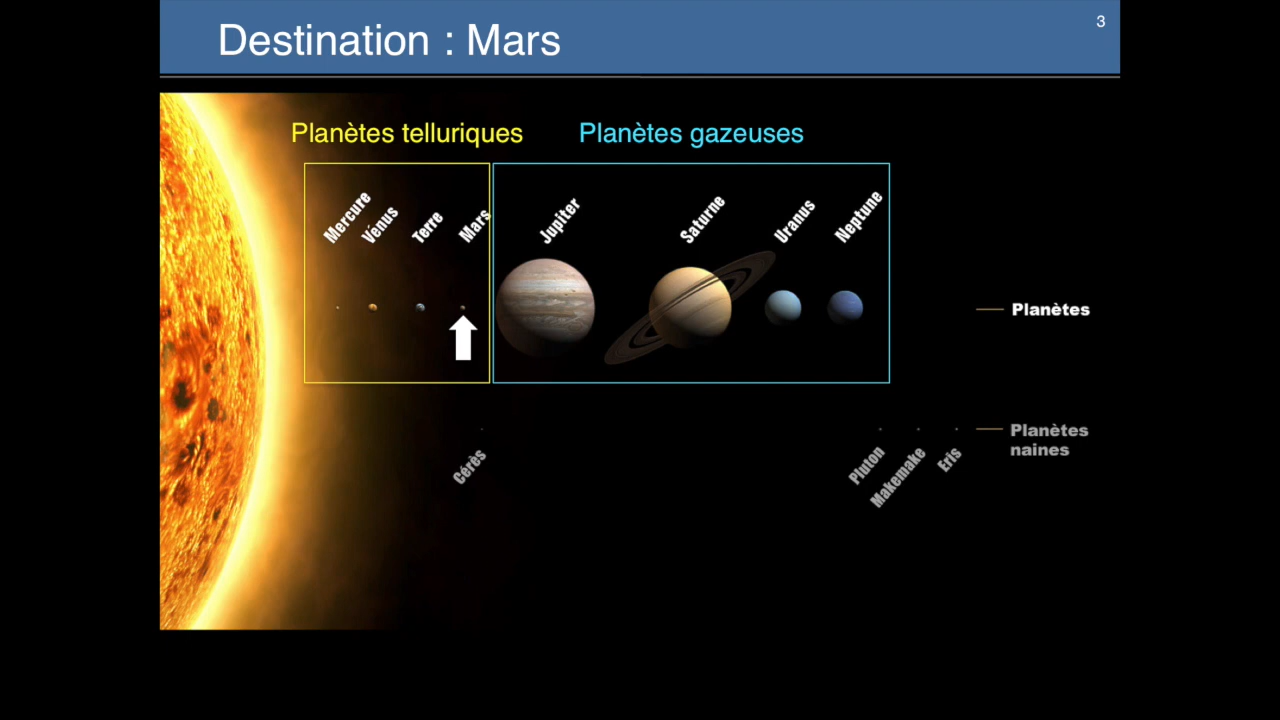 Destination : Mars
3
Planètes telluriques
Planètes gazeuses
Mercure
Vénus
Terre
Mars
Jupiter
Saturne
Uranus
Neptune
Planètes
Cérès
Pluton
Makemake
Eris
Planètes
naines